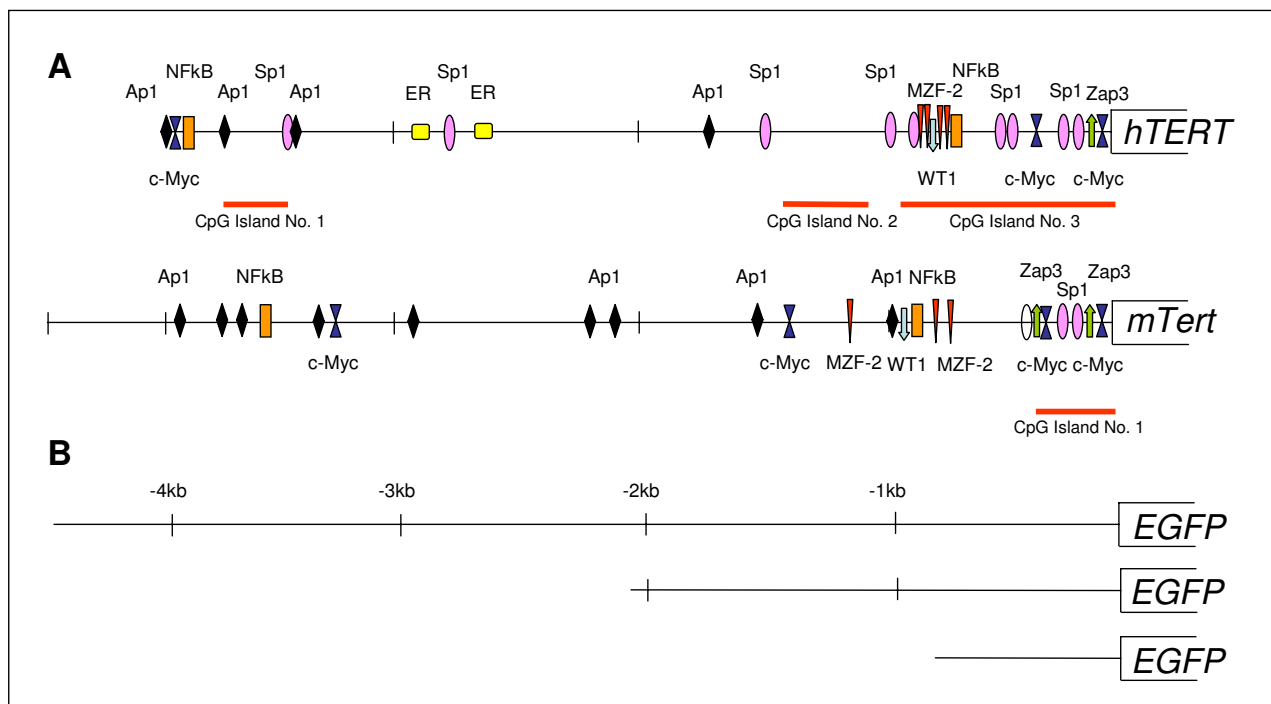 A
NFkB Sp1 Sp1 Sp1 Sp1 NFkB
Ap1 Ap1 Ap1 ER ER Ap1 MZF-2 Sp1 Sp1 Zap3
hTERT
c-Myc WT1 c-Myc c-Myc
CpG Island No. 1 CpG Island No. 2 CpG Island No. 3
Ap1 NFkB Ap1 Ap1 Ap1 NFkB Zap3 Sp1 Zap3
mTert
c-Myc c-Myc MZF-2 WT1 MZF-2 c-Myc c-Myc
CpG Island No. 1
B
-4kb -3kb -2kb -1kb
EGFP
EGFP
EGFP